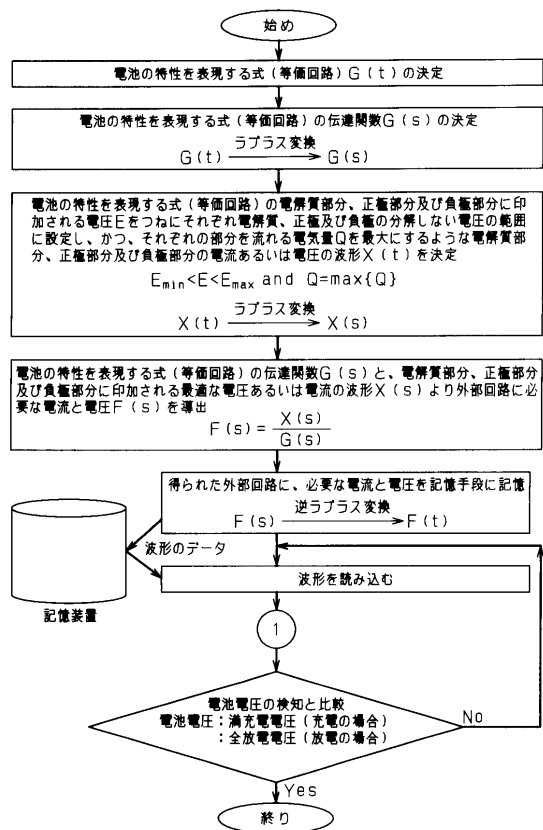 始め
電池の特性を表現する式(等価回路)G(t)の決定
電池の特性を表現する式(等価回路)の伝達関数G(s)の決定
ラプラス変換
G(t) → G(s)
電池の特性を表現する式(等価回路)の電解質部分、正極部分及び負極部分に印
加される電圧Eをつねにそれぞれ電解質、正極及び負極の分解しない電圧の範囲
に設定し、かつ、それぞれの部分を流れる電気量Qを最大にするような電解質部
分、正極部分及び負極部分の電流あるいは電圧の波形X(t)を決定
Emin<E<Emax and Q=max{Q}
ラプラス変換
X(t) → X(s)
電池の特性を表現する式(等価回路)の伝達関数G(s)と、電解質部分、正極部分
及び負極部分に印加される最適な電圧あるいは電流の波形X(s)より外部回路に必
要な電流と電圧F(s)を導出
F(s)=X(s)/G(s)
得られた外部回路に、必要な電流と電圧を記憶手段に記憶
逆ラプラス変換
F(s) → F(t)
波形のデータ
記憶装置
波形を読み込む
1
電池電圧の検知と比較
電池電圧:満充電電圧(充電の場合)
:全放電電圧(放電の場合)
No
Yes
終り